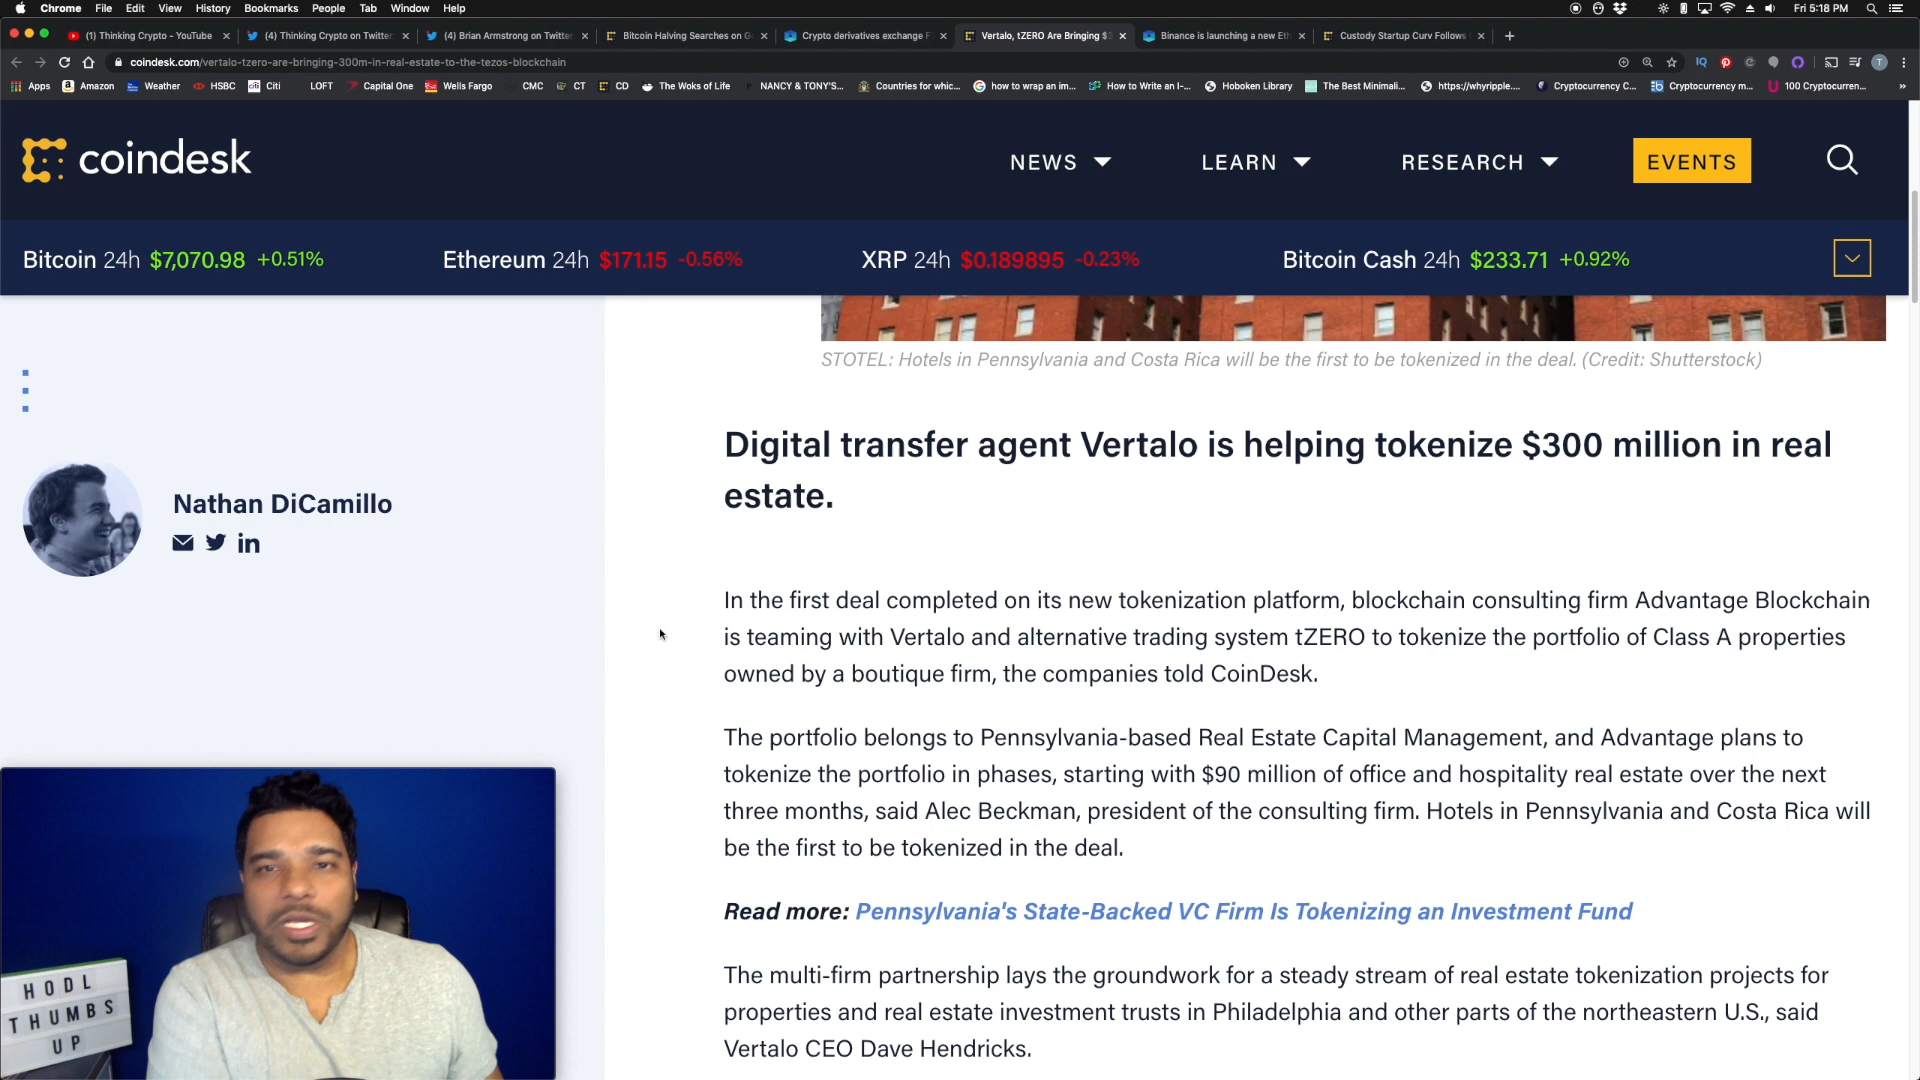 Chrome File Edit View History Bookmarks People Tab Window Help Fri 5:18 PM
(1) Thinking Crypto - YouTube (4) Thinking Crypto on Twitter (4) Brian Armstrong on Twitter Bitcoin Halving Searches on Go Crypto derivatives exchange F Vertalo, tZERO Are Bringing $3 Binance is launching a new Eth Custody Startup Curv Follows
coindesk.com/vertalo-tzero-are-bringing-300m-in-real-estate-to-the-tezos-blockchain
Apps Amazon Weather HSBC Citi LOFT Capital One Wells Fargo CMC CT CD The Woks of Life NANCY & TONY'S... Countries for whic... how to wrap an im... How to Write an I-... Hoboken Library The Best Minimali... https://whyripple.... Cryptocurrency C... Cryptocurrency m... 100 Cryptocurren...
coindesk NEWS LEARN RESEARCH EVENTS
Bitcoin 24h $7,070.98 +0.51% Ethereum 24h $171.15 -0.56% XRP 24h $0.189895 -0.23% Bitcoin Cash 24h $233.71 +0.92%
STOTEL: Hotels in Pennsylvania and Costa Rica will be the first to be tokenized in the deal. (Credit: Shutterstock)
Digital transfer agent Vertalo is helping tokenize $300 million in real
estate.
Nathan DiCamillo
In the first deal completed on its new tokenization platform, blockchain consulting firm Advantage Blockchain
is teaming with Vertalo and alternative trading system tZERO to tokenize the portfolio of Class A properties
owned by a boutique firm, the companies told CoinDesk.
The portfolio belongs to Pennsylvania-based Real Estate Capital Management, and Advantage plans to
tokenize the portfolio in phases, starting with $90 million of office and hospitality real estate over the next
three months, said Alec Beckman, president of the consulting firm. Hotels in Pennsylvania and Costa Rica will
be the first to be tokenized in the deal.
Read more: Pennsylvania's State-Backed VC Firm Is Tokenizing an Investment Fund
The multi-firm partnership lays the groundwork for a steady stream of real estate tokenization projects for
properties and real estate investment trusts in Philadelphia and other parts of the northeastern U.S., said
Vertalo CEO Dave Hendricks.
HODL
THUMBS
UP